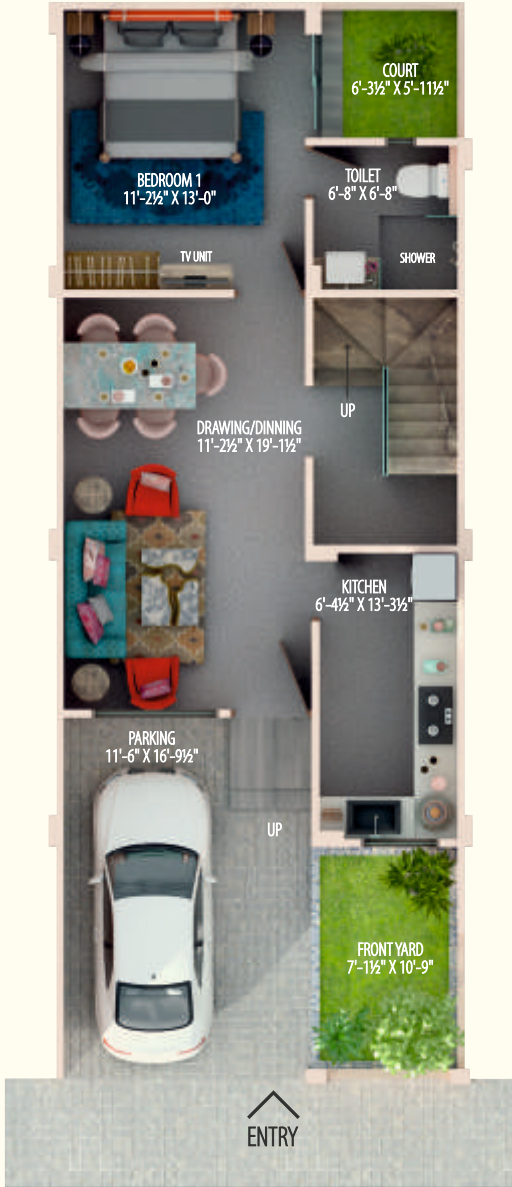 COURT
6'-3½" X 5'-11½"
BEDROOM 1
11'-2½" X 13'-0"
TOILET
6'-8" X 6'-8"
TV UNIT
SHOWER
UP
DRAWING/DINNING
11'-2½" X 19'-1½"
KITCHEN
6'-4½" X 13'-3½"
PARKING
11'-6" X 16'-9½"
UP
FRONT YARD
7'-1½" X 10'-9"
ENTRY